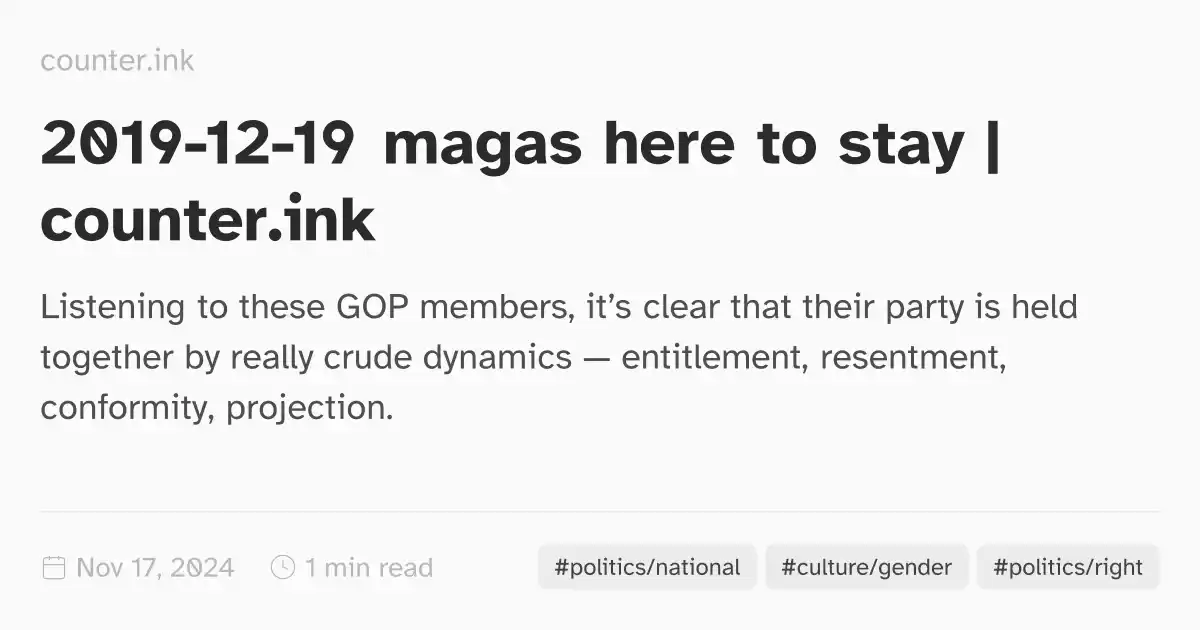 counter.ink
2019-12-19 magas here to stay |
counter.ink
Listening to these GOP members, it’s clear that their party is held
together by really crude dynamics — entitlement, resentment,
conformity, projection.
Nov 17, 2024 1 min read #politics/national #culture/gender #politics/right